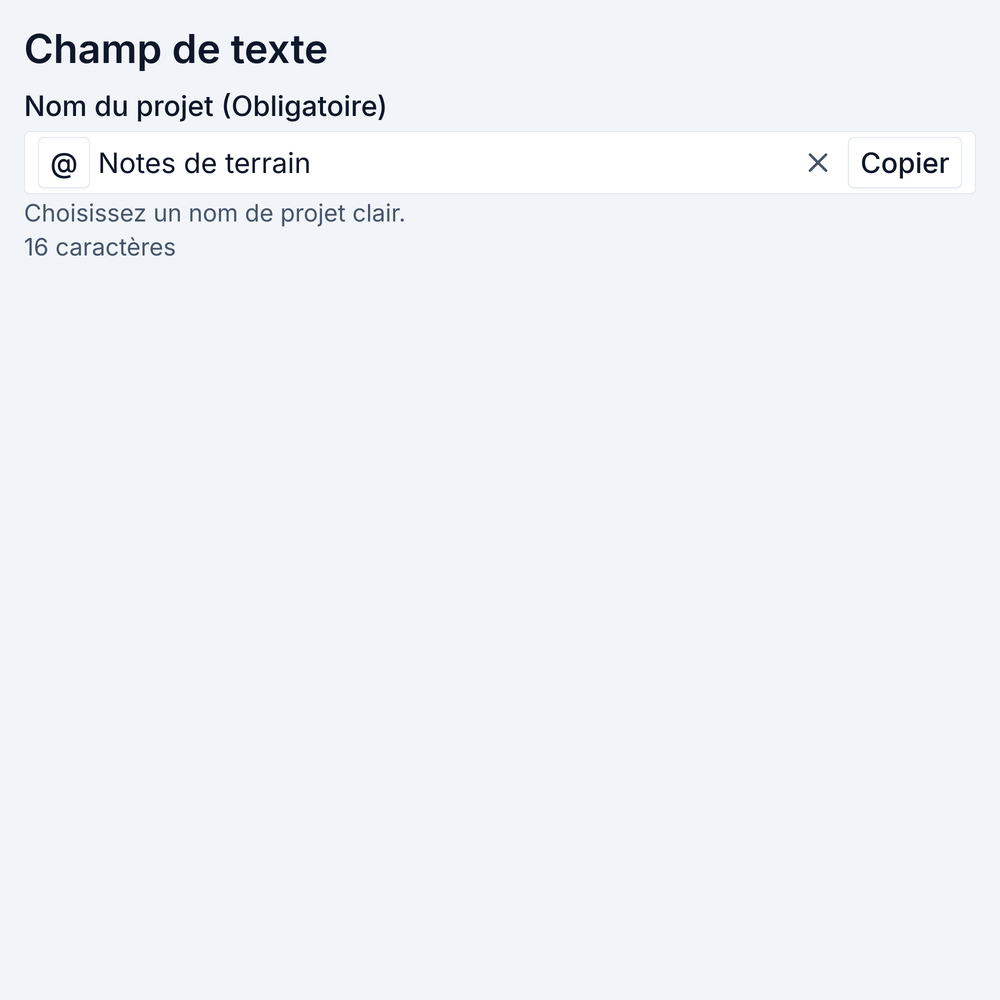 Champ de texte
Nom du projet (Obligatoire)
@ Notes de terrain Copier
Choisissez un nom de projet clair.
16 caractères